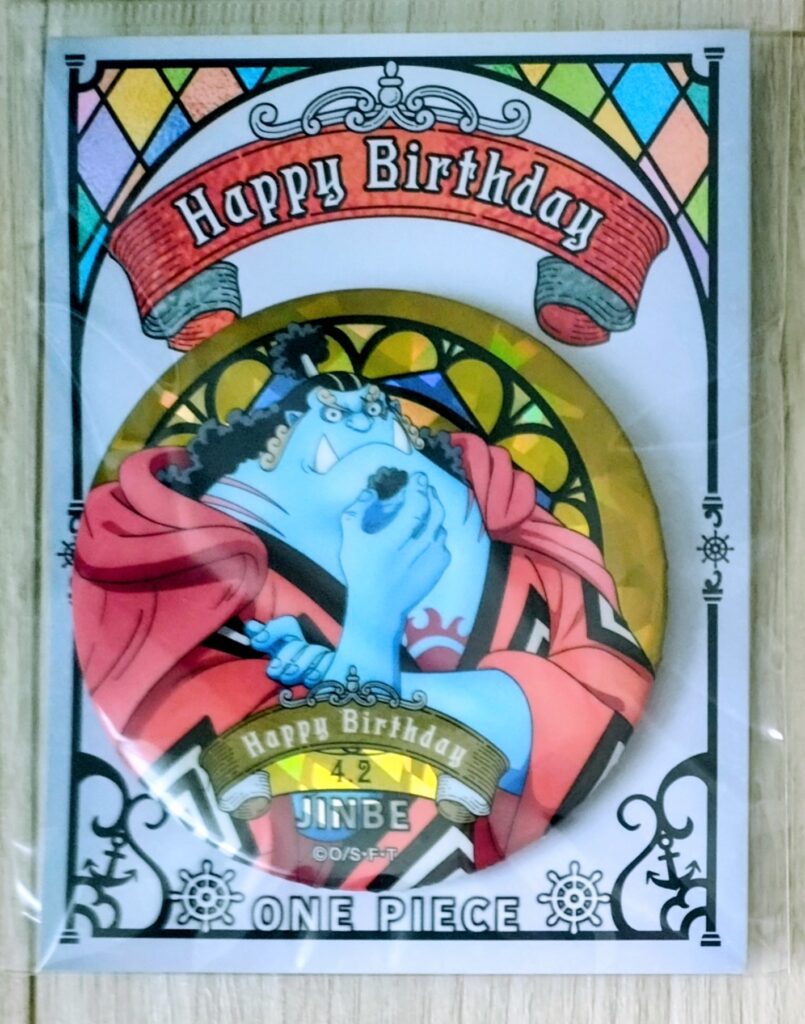 Happy Birthday
Happy Birthday
4.2
JINBE
©O/S・F・T
ONE PIECE